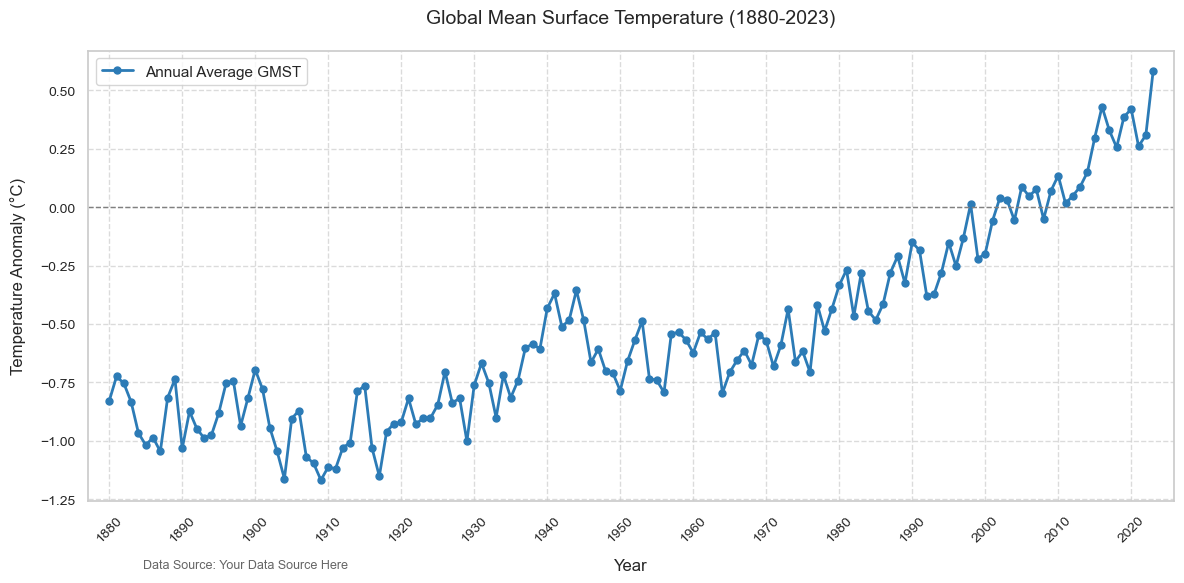 Global Mean Surface Temperature (1880-2023)
Annual Average GMST
Temperature Anomaly (°C)
0.50
0.25
0.00
−0.25
−0.50
−0.75
−1.00
−1.25
1880 1890 1900 1910 1920 1930 1940 1950 1960 1970 1980 1990 2000 2010 2020
Year
Data Source: Your Data Source Here